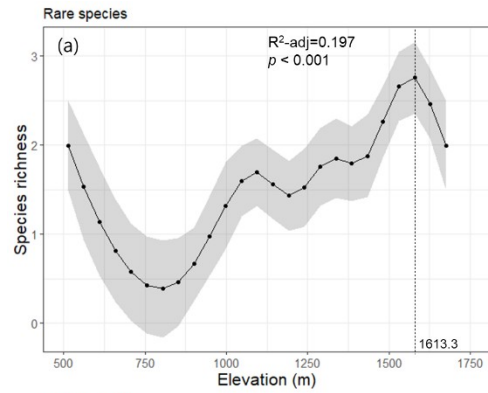 Rare species
(a)
R²-adj=0.197
p < 0.001
3
2
1
0
Species richness
1613.3
500
750
1000
1250
1500
1750
Elevation (m)